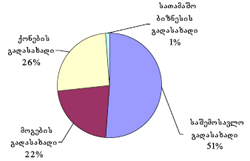 სათამაშო
ბიზნესის
გადასახადი
1%
ქონების
გადასახადი
26%
საშემოსავლო
გადასახადი
51%
მოგების
გადასახადი
22%